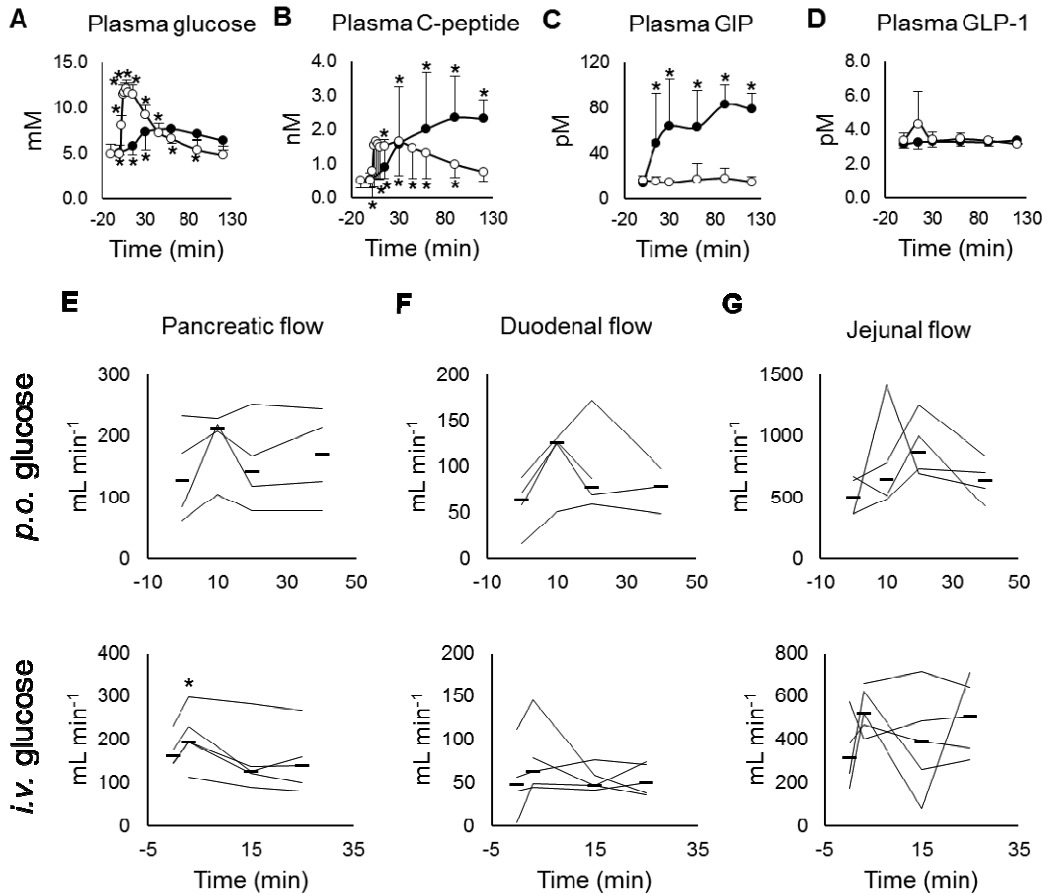 A Plasma glucose
15.0
10.0
5.0
0.0
mM
-20 30 80 130
Time (min)
* * * * * * * * * * *
B Plasma C-peptide
4.0
3.0
2.0
1.0
0.0
nM
-20 30 80 130
Time (min)
* * * * * * * * * * *
C Plasma GIP
120
80
40
0
pM
-20 30 80 130
Time (min)
* * * * *
D Plasma GLP-1
8.0
6.0
4.0
2.0
0.0
pM
-20 30 80 130
Time (min)
p.o. glucose
E Pancreatic flow
300
200
100
0
mL min-1
-10 10 30 50
F Duodenal flow
200
150
100
50
0
mL min-1
-10 10 30 50
G Jejunal flow
1500
1000
500
0
mL min-1
-10 10 30 50
i.v. glucose
400
300
200
100
0
mL min-1
*
-5 15 35
Time (min)
200
150
100
50
0
mL min-1
-5 15 35
Time (min)
800
600
400
200
0
mL min-1
-5 15 35
Time (min)